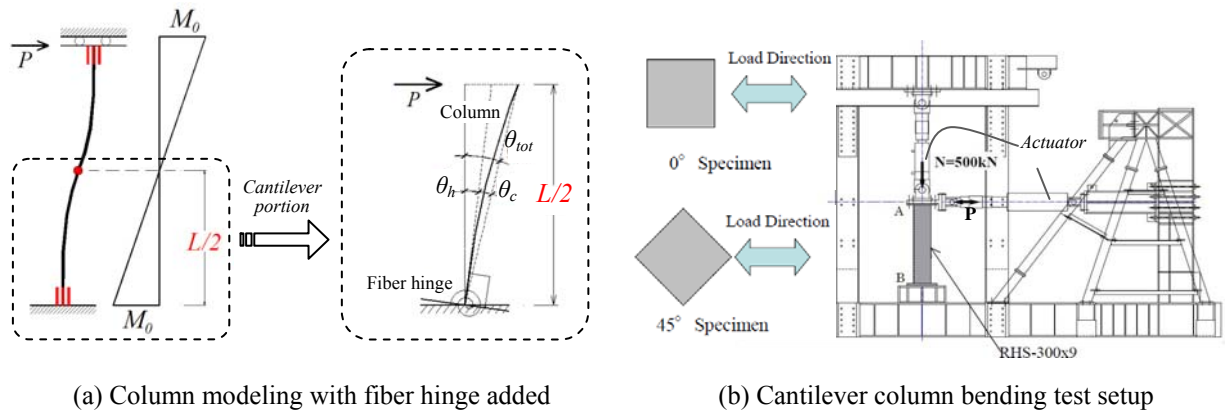 M₀
P
L/2
M₀
Cantilever
portion
P
Column
θtot
θh
θc
L/2
Fiber hinge
(a) Column modeling with fiber hinge added
Load Direction
0° Specimen
Load Direction
45° Specimen
N=500kN
Actuator
A
P
B
RHS-300x9
(b) Cantilever column bending test setup